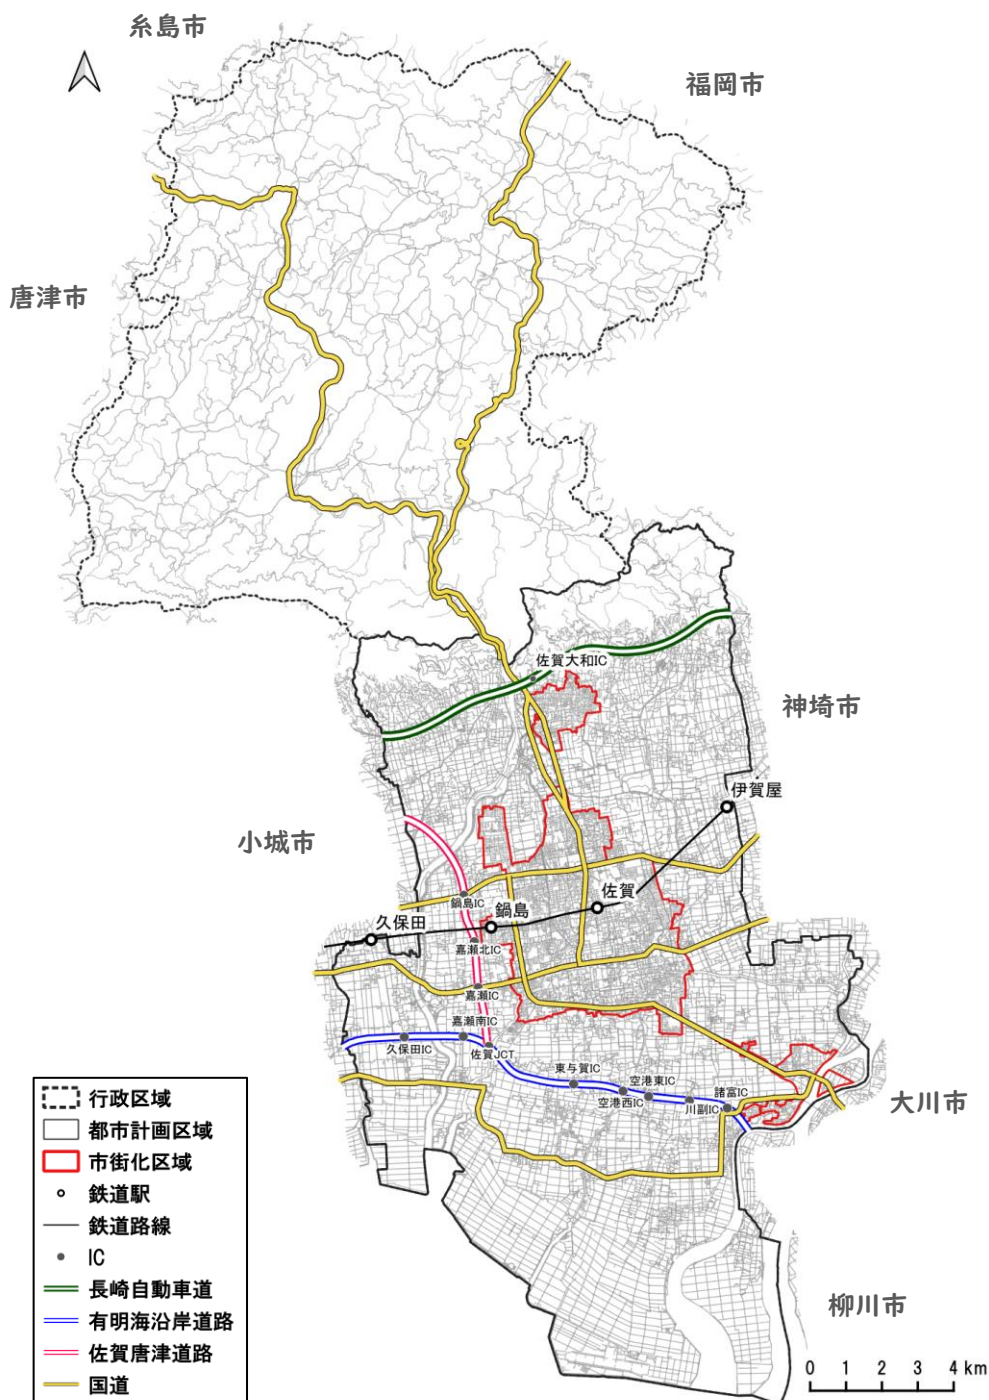 糸島市
福岡市
唐津市
佐賀大和IC
神埼市
伊賀屋
小城市
佐賀
鍋島IC
鍋島
久保田
嘉瀬北IC
嘉瀬IC
嘉瀬南IC
久保田IC
佐賀JCT
東与賀IC
空港東IC
空港西IC
諸富IC
川副IC
大川市
柳川市
行政区域
都市計画区域
市街化区域
鉄道駅
鉄道路線
IC
長崎自動車道
有明海沿岸道路
佐賀唐津道路
国道
0 1 2 3 4 km